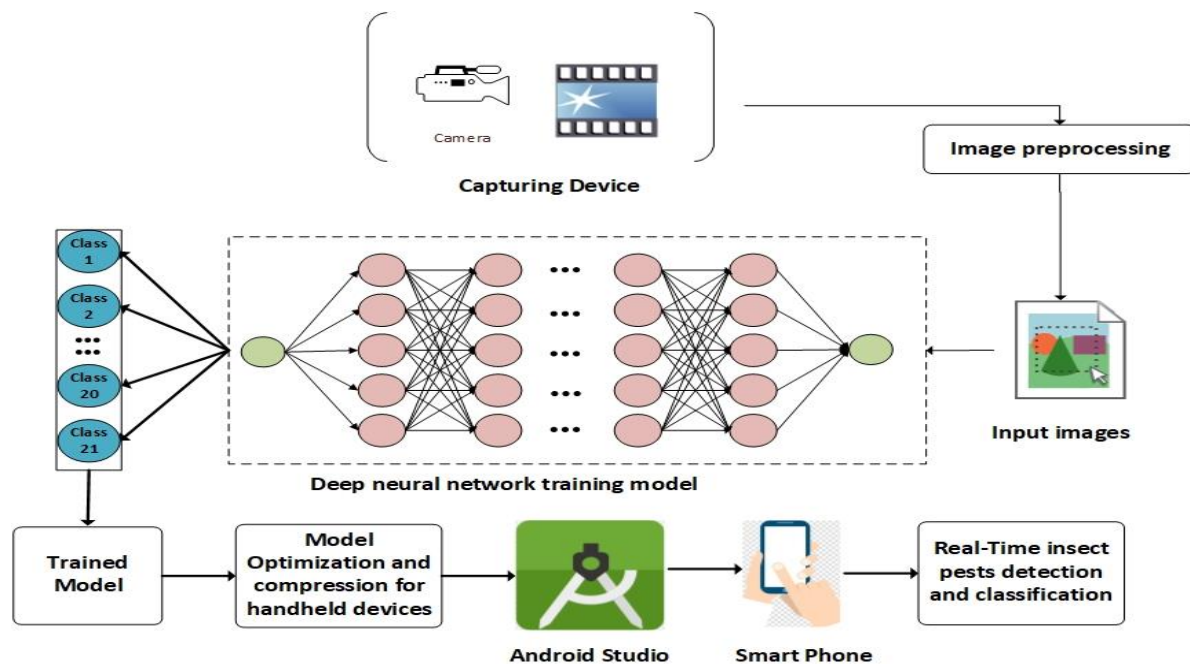 Camera
Capturing Device
Image preprocessing
Input images
Class
1
Class
2
Class
20
Class
21
Deep neural network training model
Trained
Model
Model
Optimization and
compression for
handheld devices
Android Studio
Smart Phone
Real-Time insect
pests detection
and classification